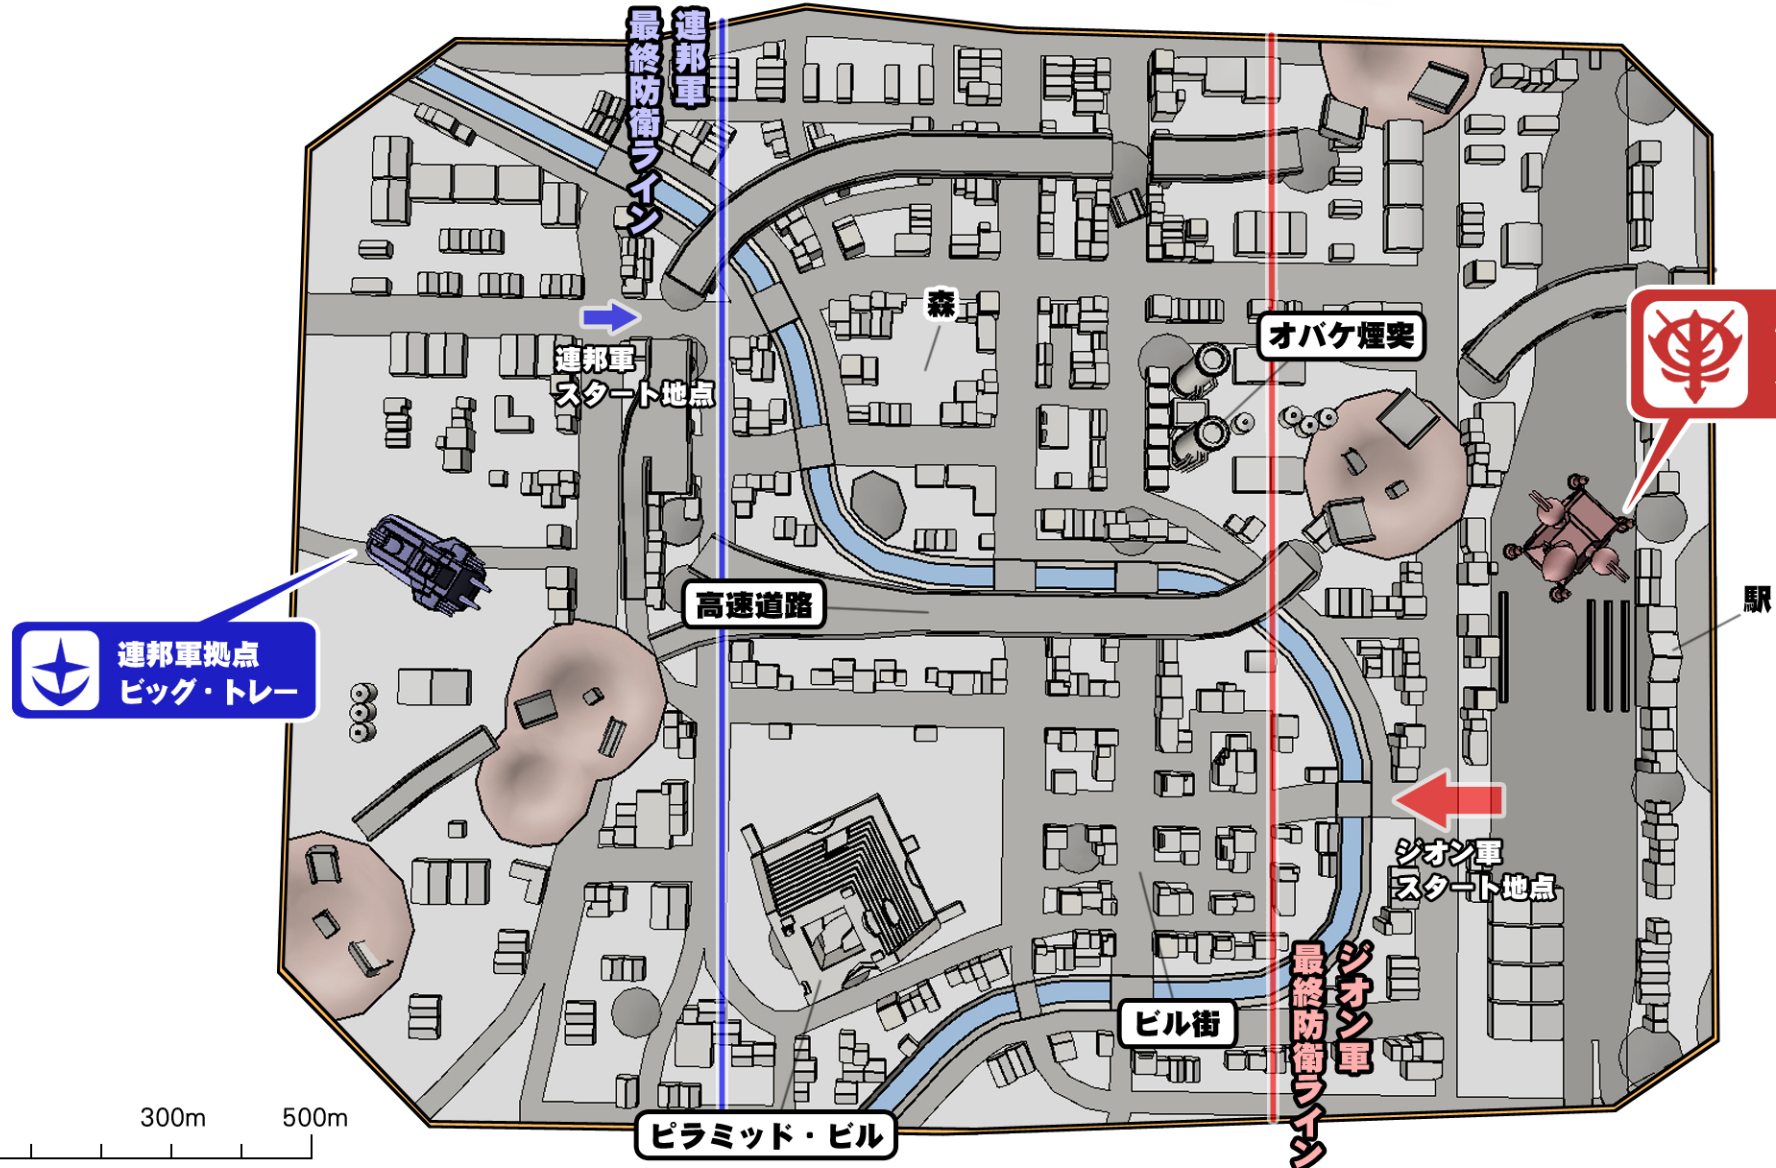 連邦軍
最終防衛ライン
森
オバケ煙突
連邦軍
スタート地点
高速道路
駅
連邦軍拠点
ビッグ・トレー
ジオン軍
スタート地点
ジオン軍
最終防衛ライン
ビル街
ピラミッド・ビル
300m
500m